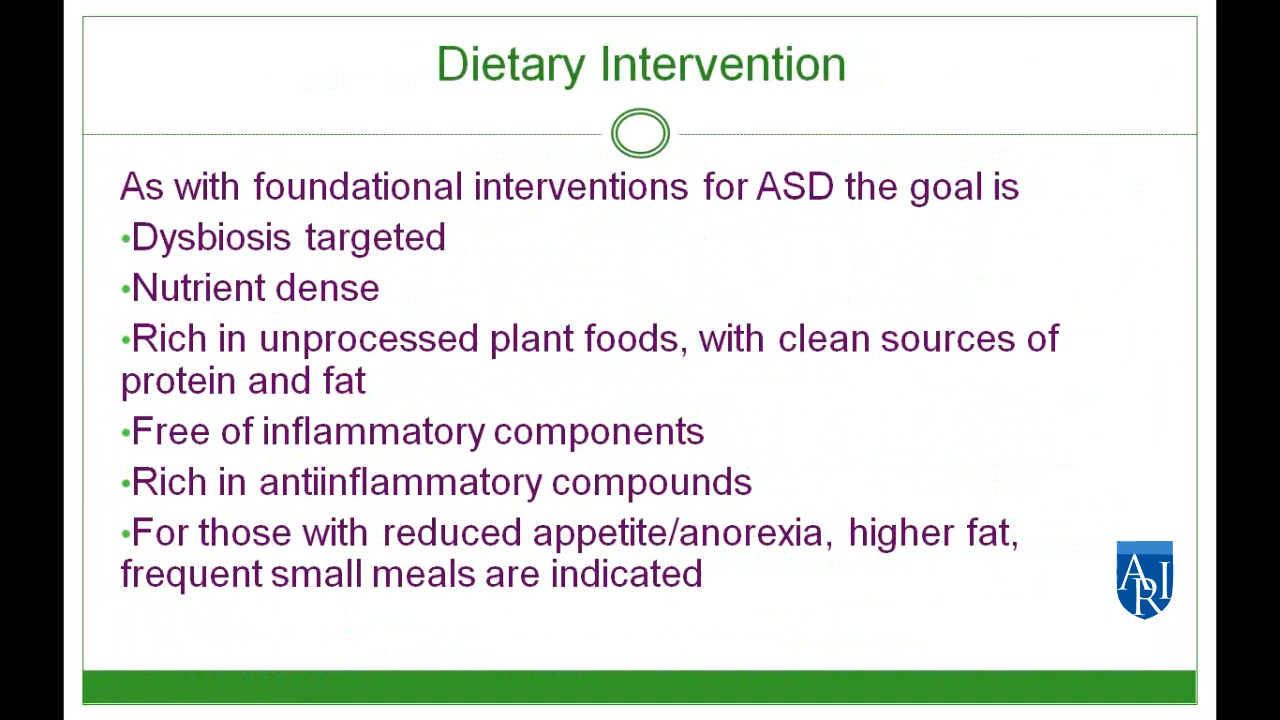 Dietary Intervention
As with foundational interventions for ASD the goal is
•Dysbiosis targeted
•Nutrient dense
•Rich in unprocessed plant foods, with clean sources of
protein and fat
•Free of inflammatory components
•Rich in antiinflammatory compounds
•For those with reduced appetite/anorexia, higher fat,
frequent small meals are indicated
ARI